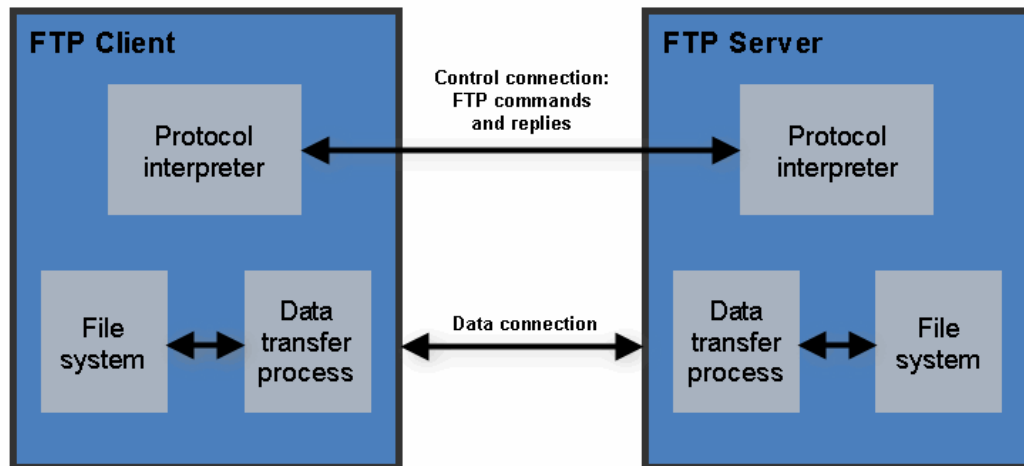 FTP Client
FTP Server
Control connection:
FTP commands
and replies
Protocol
interpreter
Protocol
interpreter
Data connection
File
system
Data
transfer
process
Data
transfer
process
File
system